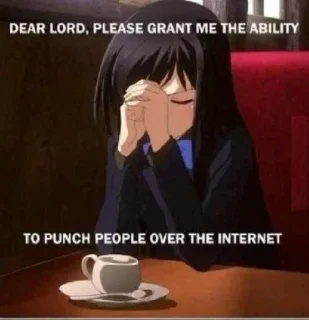 DEAR LORD, PLEASE GRANT ME THE ABILITY
TO PUNCH PEOPLE OVER THE INTERNET